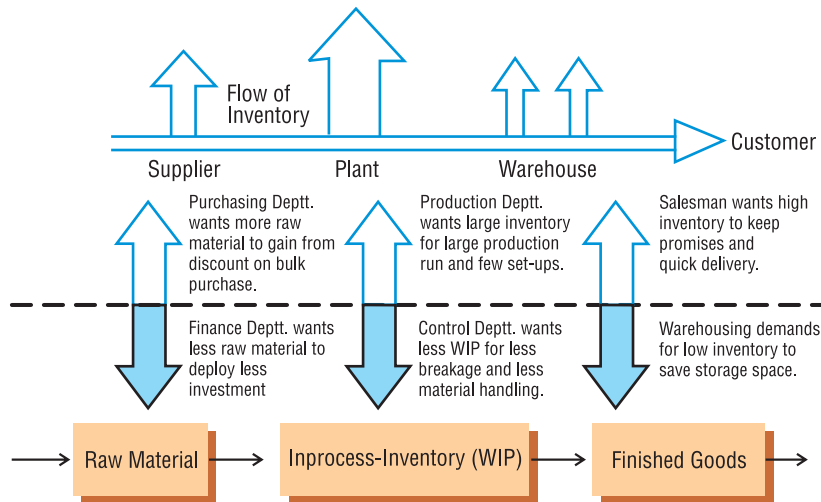 Flow of
Inventory
Customer
Supplier
Plant
Warehouse
Purchasing Deptt.
wants more raw
material to gain from
discount on bulk
purchase.
Production Deptt.
wants large inventory
for large production
run and few set-ups.
Salesman wants high
inventory to keep
promises and
quick delivery.
Finance Deptt. wants
less raw material to
deploy less
investment
Control Deptt. wants
less WIP for less
breakage and less
material handling.
Warehousing demands
for low inventory to
save storage space.
Raw Material
Inprocess-Inventory (WIP)
Finished Goods